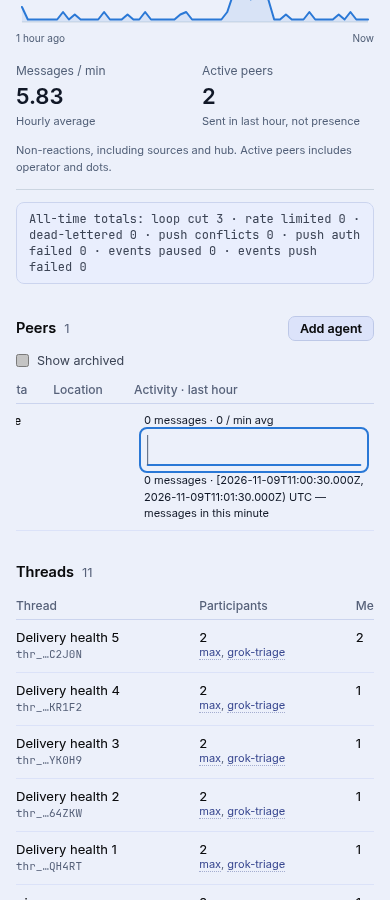 1 hour ago
Now
Messages / min
Active peers
5.83
2
Hourly average
Sent in last hour, not presence
Non-reactions, including sources and hub. Active peers includes
operator and dots.
All-time totals: loop cut 3 · rate limited 0 ·
dead-lettered 0 · push conflicts 0 · push auth
failed 0 · events paused 0 · events push
failed 0
Peers 1
Add agent
Show archived
ta Location Activity · last hour
e
0 messages · 0 / min avg
0 messages · [2026-11-09T11:00:30.000Z,
2026-11-09T11:01:30.000Z) UTC —
messages in this minute
Threads 11
Thread Participants Me
Delivery health 5 2 2
thr_…C2J0N max, grok-triage
Delivery health 4 2 1
thr_…KR1F2 max, grok-triage
Delivery health 3 2 1
thr_…YK0H9 max, grok-triage
Delivery health 2 2 1
thr_…64ZKW max, grok-triage
Delivery health 1 2 1
thr_…QH4RT max, grok-triage